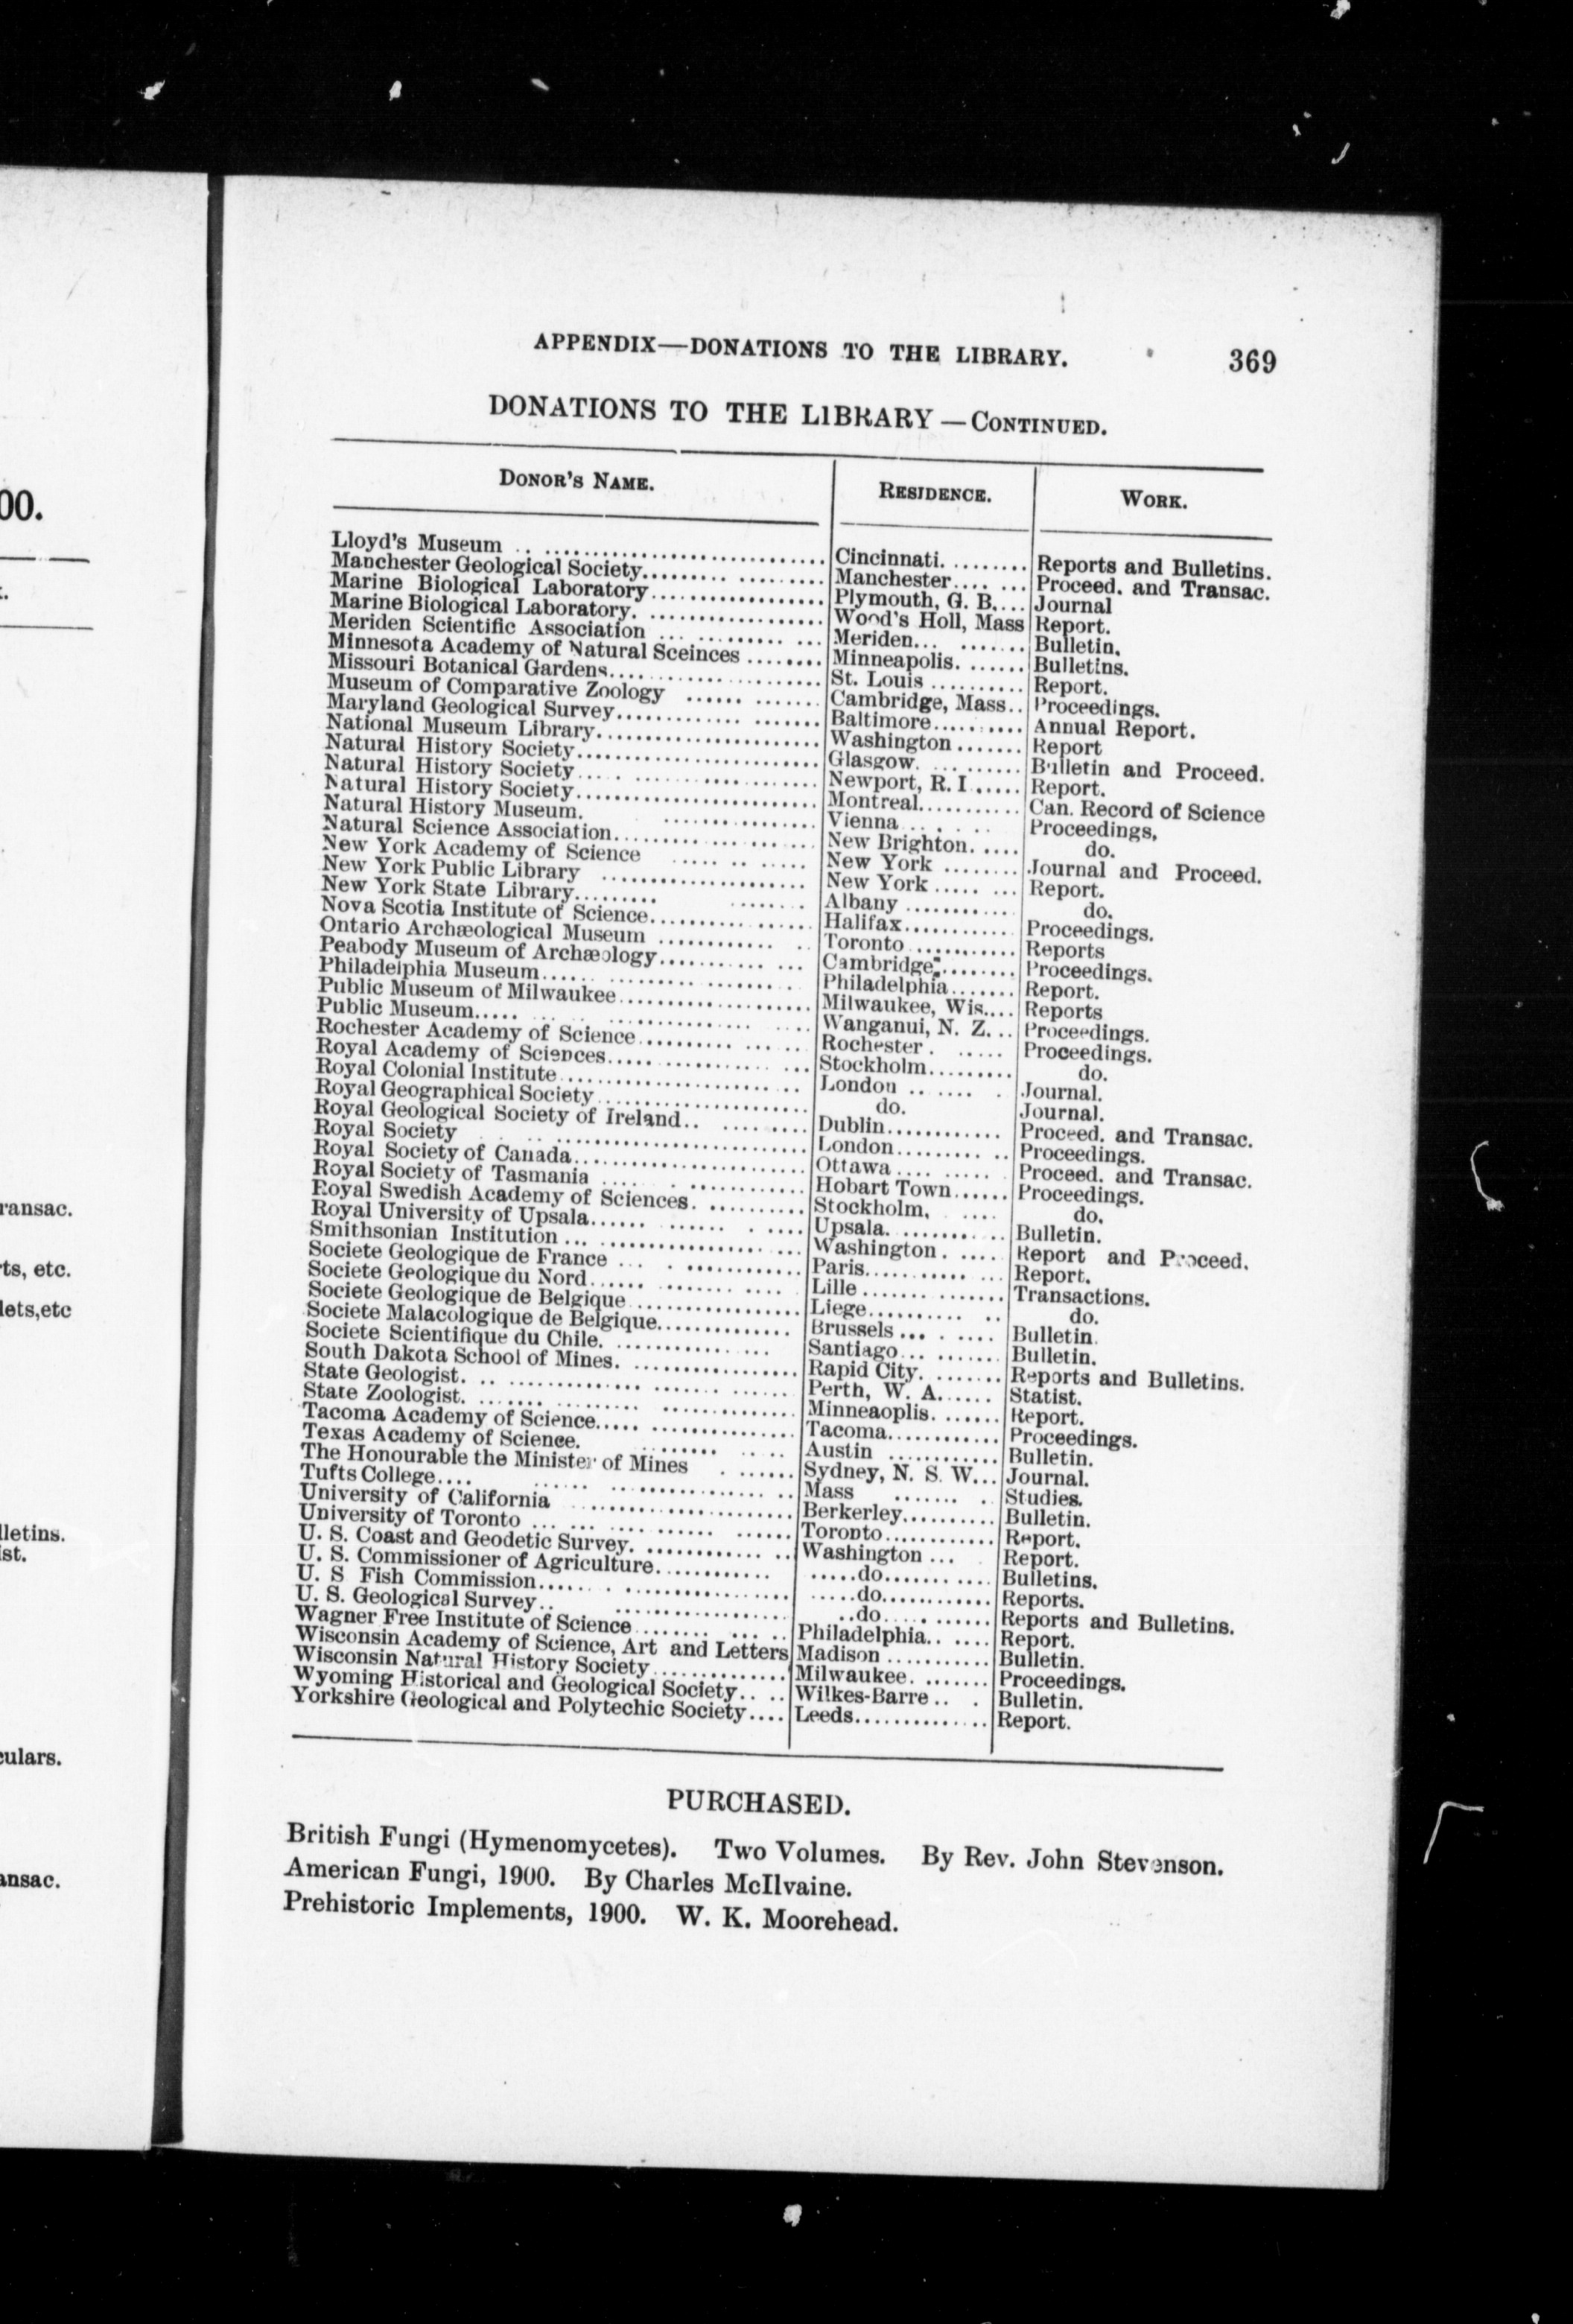 00.
ransac.
ts, etc.
lets,etc
lletins.
ist.
culars.
ansac.
APPENDIX—DONATIONS TO THE LIBRARY. 369
DONATIONS TO THE LIBRARY—CONTINUED.
DONOR'S NAME. RESIDENCE. WORK.
Lloyd's Museum Cincinnati. Reports and Bulletins.
Manchester Geological Society Manchester Proceed. and Transac.
Marine Biological Laboratory Plymouth, G. B. Journal
Marine Biological Laboratory. Wood's Holl, Mass Report.
Meriden Scientific Association Meriden Bulletin.
Minnesota Academy of Natural Sceinces Minneapolis. Bulletins.
Missouri Botanical Gardens St. Louis Report.
Museum of Comparative Zoology Cambridge, Mass Proceedings.
Maryland Geological Survey Baltimore Annual Report.
National Museum Library Washington Report
Natural History Society Glasgow. Bulletin and Proceed.
Natural History Society Newport, R. I Report.
Natural History Society Montreal Can. Record of Science
Natural History Museum. Vienna Proceedings,
Natural Science Association New Brighton. do.
New York Academy of Science New York Journal and Proceed.
New York Public Library New York Report.
New York State Library Albany do.
Nova Scotia Institute of Science Halifax Proceedings.
Ontario Archæological Museum Toronto Reports
Peabody Museum of Archæology Cambridge Proceedings.
Philadelphia Museum Philadelphia Report.
Public Museum of Milwaukee Milwaukee, Wis. Reports
Public Museum Wanganui, N. Z. Proceedings.
Rochester Academy of Science Rochester. Proceedings.
Royal Academy of Sciences Stockholm do.
Royal Colonial Institute London Journal.
Royal Geographical Society do. Journal.
Royal Geological Society of Ireland Dublin Proceed. and Transac.
Royal Society London Proceedings.
Royal Society of Canada Ottawa Proceed. and Transac.
Royal Society of Tasmania Hobart Town Proceedings.
Royal Swedish Academy of Sciences. Stockholm. do.
Royal University of Upsala Upsala. Bulletin.
Smithsonian Institution Washington. Report and Proceed.
Societe Geologique de France Paris Report.
Societe Geologique du Nord Lille Transactions.
Societe Geologique de Belgique Liege do.
Societe Malacologique de Belgique Brussels Bulletin.
Societe Scientifique du Chile. Santiago Bulletin.
South Dakota School of Mines. Rapid City. Reports and Bulletins.
State Geologist. Perth, W. A. Statist.
State Zoologist. Minneaoplis. Report.
Tacoma Academy of Science Tacoma Proceedings.
Texas Academy of Science. Austin Bulletin.
The Honourable the Minister of Mines Sydney, N. S. W. Journal.
Tufts College Mass Studies.
University of California Berkerley Bulletin.
University of Toronto Toronto Report.
U. S. Coast and Geodetic Survey. Washington Report.
U. S. Commissioner of Agriculture do Bulletins.
U. S Fish Commission do Reports.
U. S. Geological Survey do Reports and Bulletins.
Wagner Free Institute of Science Philadelphia Report.
Wisconsin Academy of Science, Art and Letters Madison Bulletin.
Wisconsin Natural History Society Milwaukee. Proceedings.
Wyoming Historical and Geological Society Wilkes-Barre Bulletin.
Yorkshire Geological and Polytechic Society Leeds Report.
PURCHASED.
British Fungi (Hymenomycetes). Two Volumes. By Rev. John Stevenson.
American Fungi, 1900. By Charles McIlvaine.
Prehistoric Implements, 1900. W. K. Moorehead.